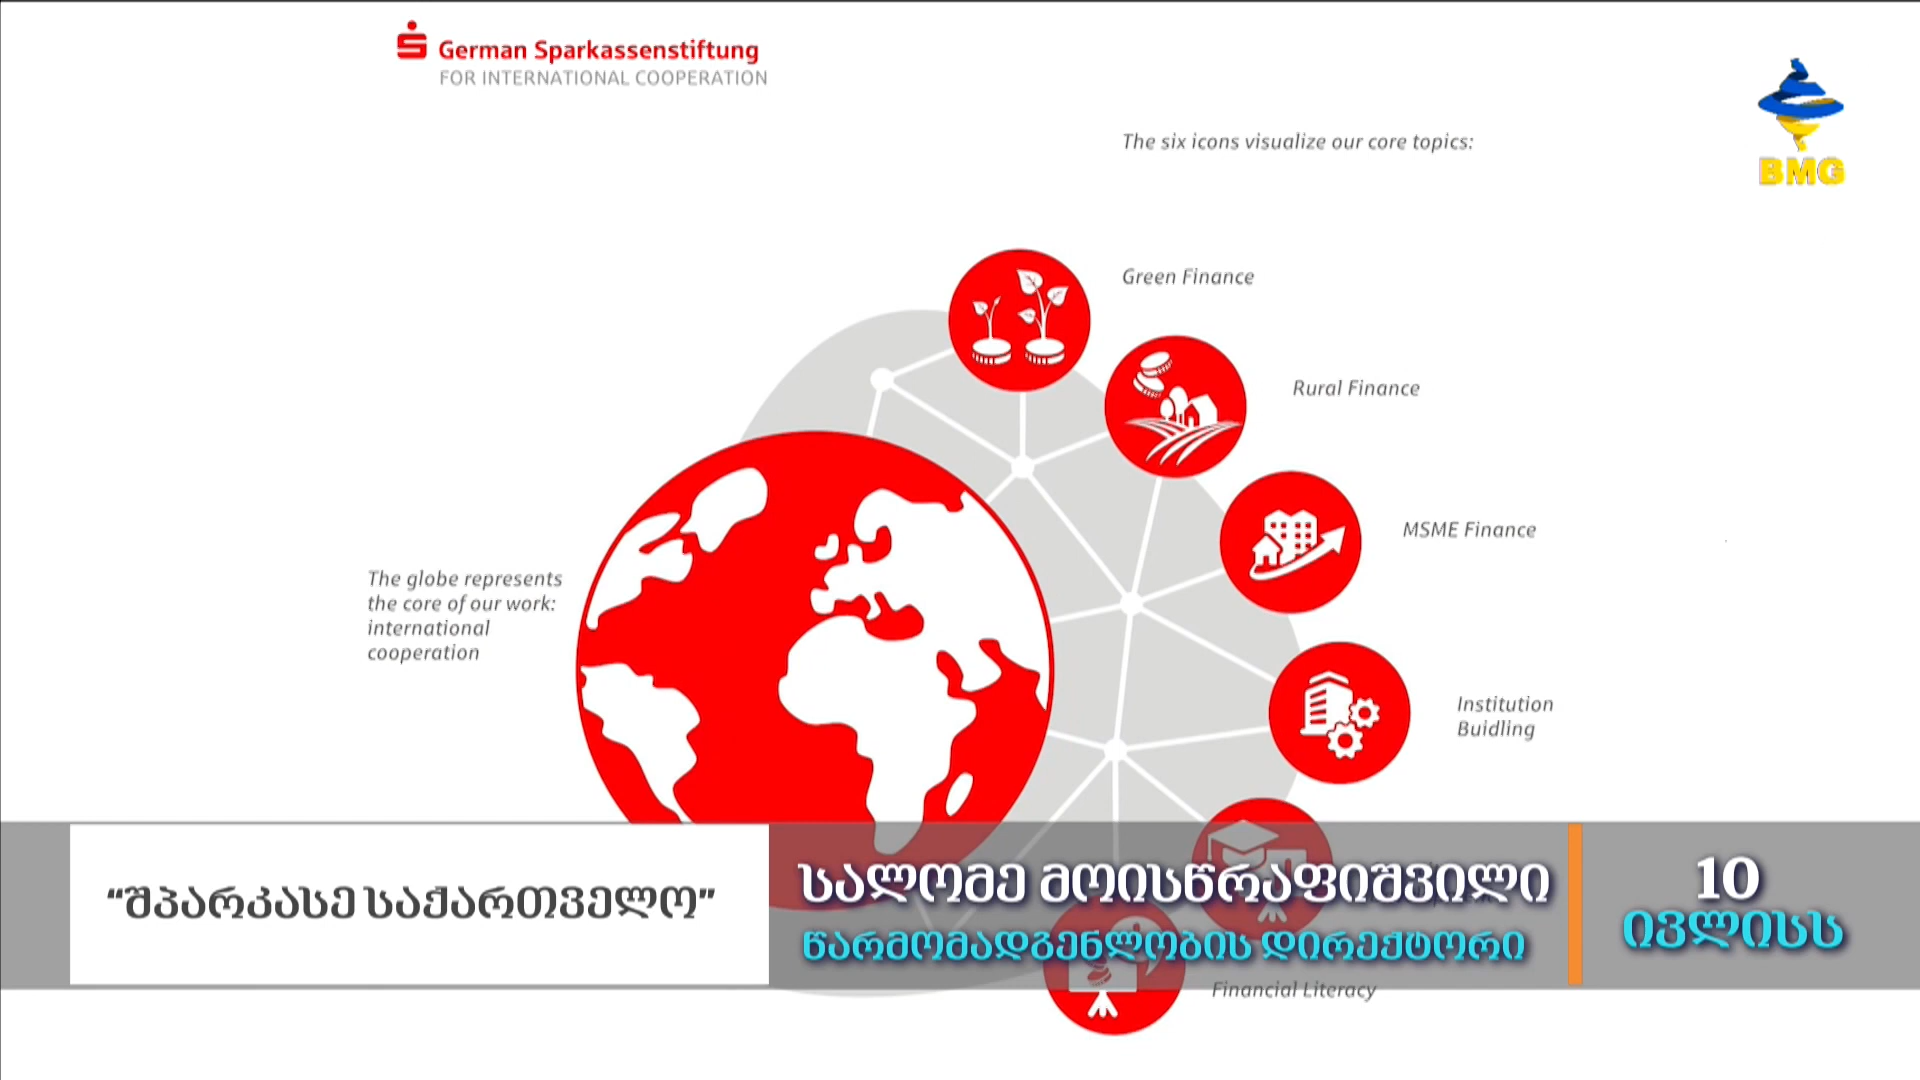 German Sparkassenstiftung
FOR INTERNATIONAL COOPERATION
BMG
The six icons visualize our core topics:
Green Finance
Rural Finance
MSME Finance
The globe represents
the core of our work:
international
cooperation
Institution
Buidling
“შპარკასე საქართველო”
სალომე მოისწრაფიშვილი
წარმომადგენლობის დირექტორი
10
ივლისს
Financial Literacy